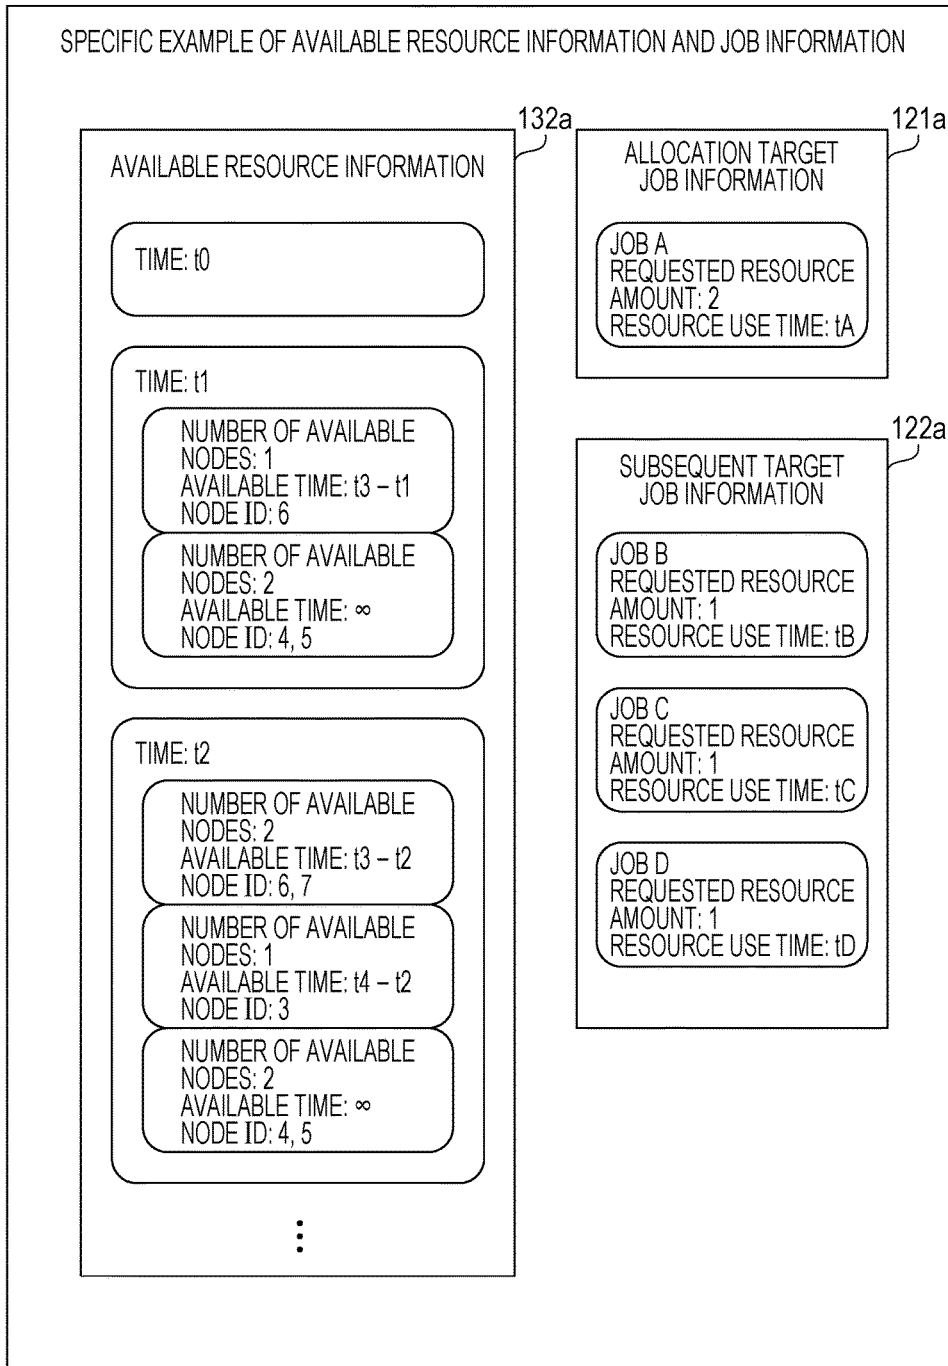 SPECIFIC EXAMPLE OF AVAILABLE RESOURCE INFORMATION AND JOB INFORMATION
132a
AVAILABLE RESOURCE INFORMATION
TIME: t0
TIME: t1
NUMBER OF AVAILABLE
NODES: 1
AVAILABLE TIME: t3 – t1
NODE ID: 6
NUMBER OF AVAILABLE
NODES: 2
AVAILABLE TIME: ∞
NODE ID: 4, 5
TIME: t2
NUMBER OF AVAILABLE
NODES: 2
AVAILABLE TIME: t3 – t2
NODE ID: 6, 7
NUMBER OF AVAILABLE
NODES: 1
AVAILABLE TIME: t4 – t2
NODE ID: 3
NUMBER OF AVAILABLE
NODES: 2
AVAILABLE TIME: ∞
NODE ID: 4, 5
121a
ALLOCATION TARGET
JOB INFORMATION
JOB A
REQUESTED RESOURCE
AMOUNT: 2
RESOURCE USE TIME: tA
122a
SUBSEQUENT TARGET
JOB INFORMATION
JOB B
REQUESTED RESOURCE
AMOUNT: 1
RESOURCE USE TIME: tB
JOB C
REQUESTED RESOURCE
AMOUNT: 1
RESOURCE USE TIME: tC
JOB D
REQUESTED RESOURCE
AMOUNT: 1
RESOURCE USE TIME: tD